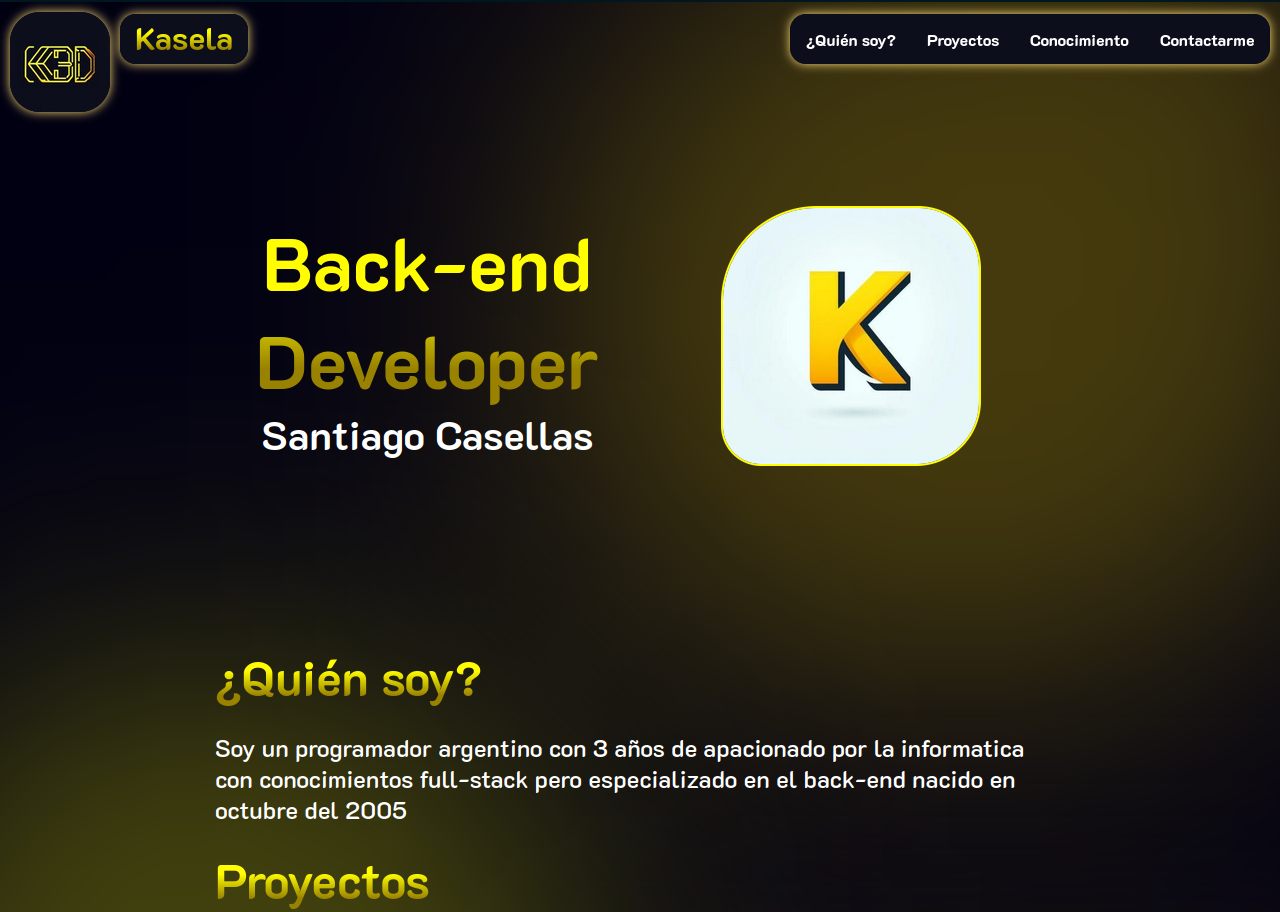 K3D
Kasela
¿Quién soy? Proyectos Conocimiento Contactarme
Back-end
Developer
Santiago Casellas
K
¿Quién soy?
Soy un programador argentino con 3 años de apacionado por la informatica
con conocimientos full-stack pero especializado en el back-end nacido en
octubre del 2005
Proyectos